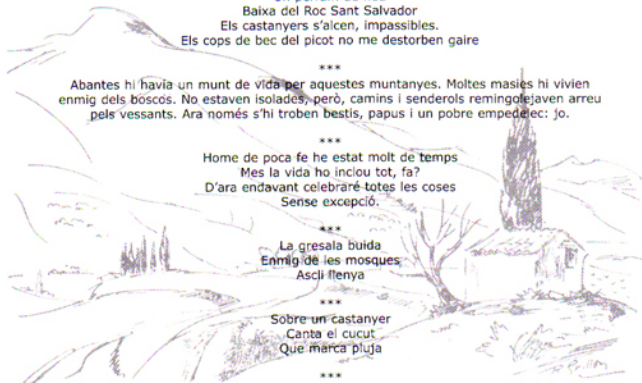 Baixa del Roc Sant Salvador
Els castanyers s'alcen, impassibles.
Els cops de bec del picot no me destorben gaire
***
Abantes hi havia un munt de vida per aquestes muntanyes. Moltes masies hi vivien
enmig dels boscos. No estaven isolades, però, camins i senderols remingolejaven arreu
pels vessants. Ara només s'hi troben bestis, papus i un pobre empedeïec: jo.
***
Home de poca fe he estat molt de temps
Mes la vida ho inclou tot, fa?
D'ara endavant celebraré totes les coses
Sense excepció.
***
La gresala buida
Enmig de les mosques
Ascli llenya
***
Sobre un castanyer
Canta el cucut
Que marca pluja
***